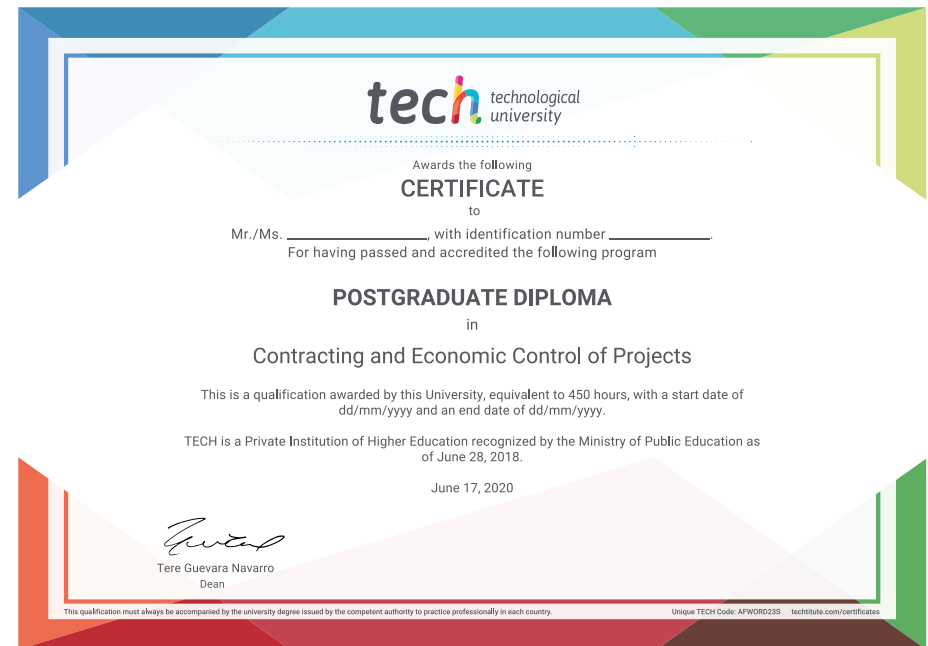 tech technological
university
Awards the following
CERTIFICATE
to
Mr./Ms. ____________________, with identification number ______________.
For having passed and accredited the following program
POSTGRADUATE DIPLOMA
in
Contracting and Economic Control of Projects
This is a qualification awarded by this University, equivalent to 450 hours, with a start date of
dd/mm/yyyy and an end date of dd/mm/yyyy.
TECH is a Private Institution of Higher Education recognized by the Ministry of Public Education as
of June 28, 2018.
June 17, 2020
Tere Guevara Navarro
Dean
This qualification must always be accompanied by the university degree issued by the competent authority to practice professionally in each country.
Unique TECH Code: AFWORD23S techtitute.com/certificates